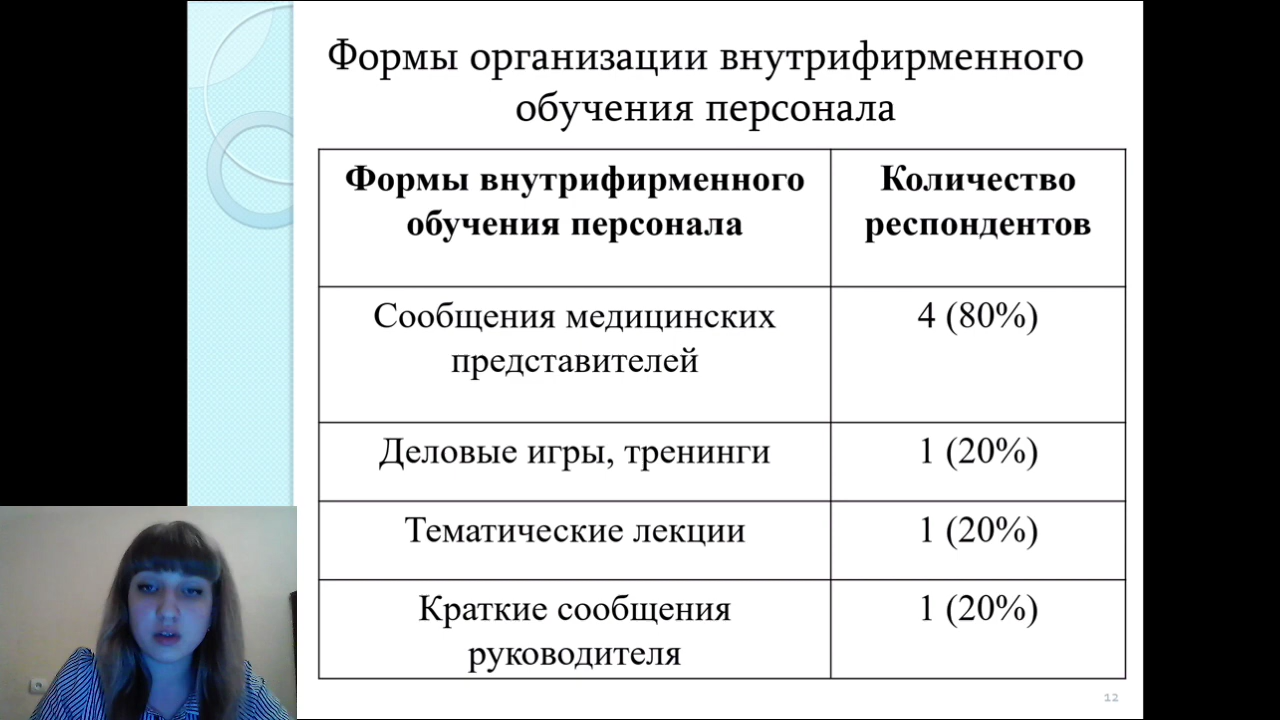 Формы организации внутрифирменного
обучения персонала
Формы внутрифирменного
обучения персонала
Количество
респондентов
Сообщения медицинских
представителей
4 (80%)
Деловые игры, тренинги
1 (20%)
Тематические лекции
1 (20%)
Краткие сообщения
руководителя
1 (20%)
12